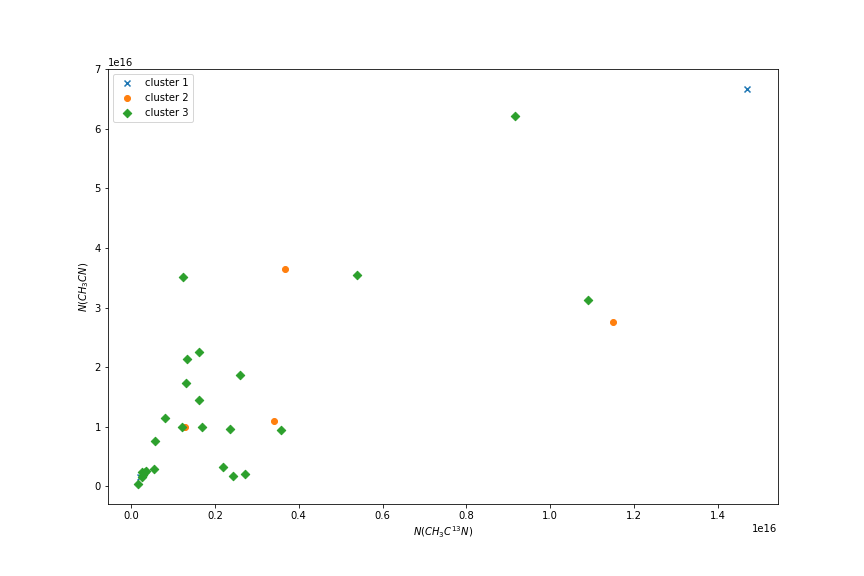 1e16
7
6
5
4
3
2
1
0
N(CH₃CN)
cluster 1
cluster 2
cluster 3
0.0 0.2 0.4 0.6 0.8 1.0 1.2 1.4
1e16
N(CH₃C¹³N)